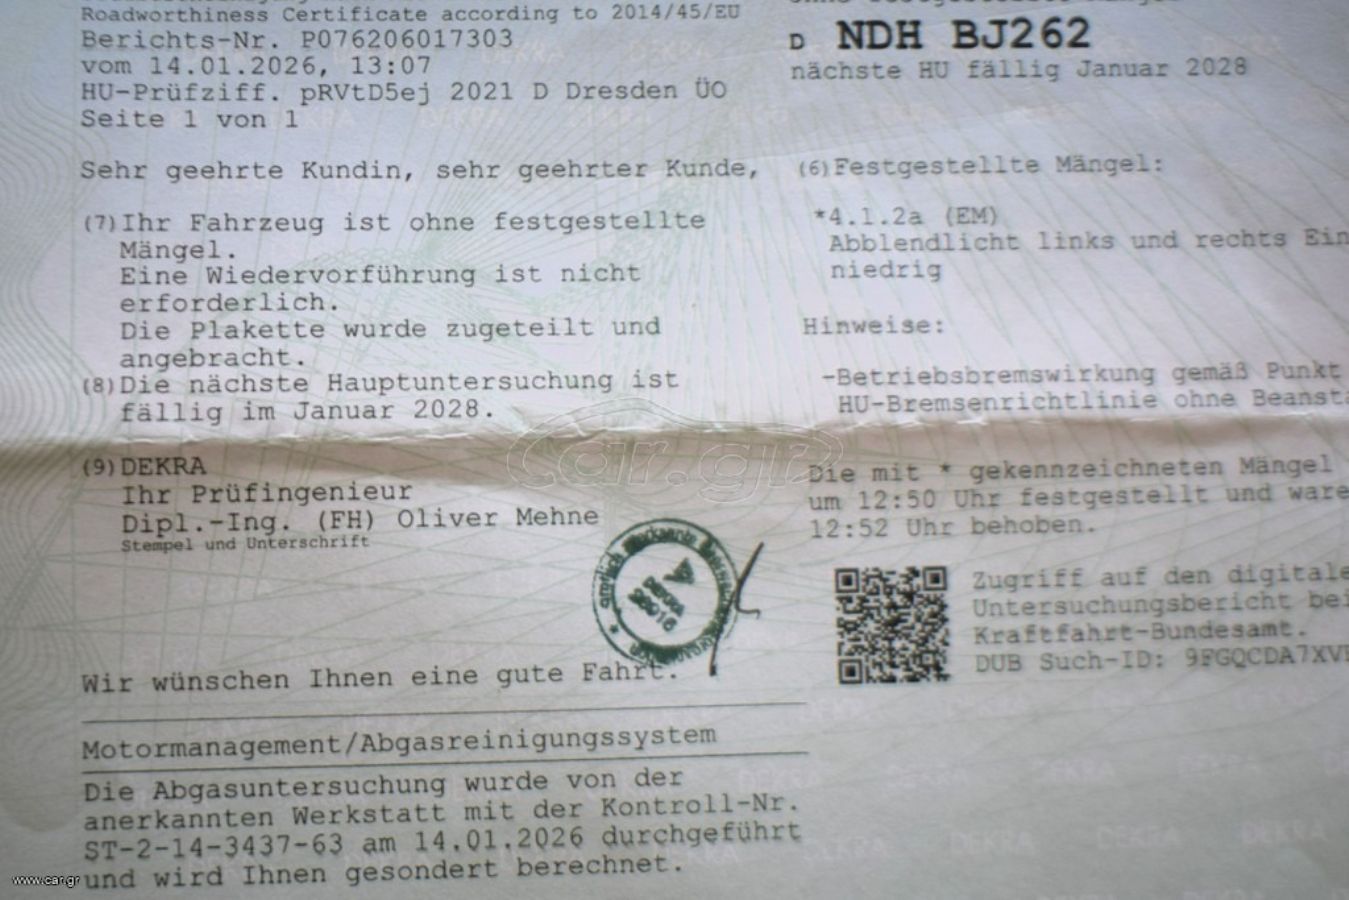 Roadworthiness Certificate according to 2014/45/EU
Berichts-Nr. P076206017303
vom 14.01.2026, 13:07
HU-Prüfziff. pRVtD5ej 2021 D Dresden ÜO
Seite 1 von 1
D NDH BJ262
nächste HU fällig Januar 2028
Sehr geehrte Kundin, sehr geehrter Kunde,
(7) Ihr Fahrzeug ist ohne festgestellte
Mängel.
Eine Wiedervorführung ist nicht
erforderlich.
Die Plakette wurde zugeteilt und
angebracht.
(8) Die nächste Hauptuntersuchung ist
fällig im Januar 2028.
(9) DEKRA
Ihr Prüfingenieur
Dipl.-Ing. (FH) Oliver Mehne
Stempel und Unterschrift
Wir wünschen Ihnen eine gute Fahrt.
Motormanagement/Abgasreinigungssystem
Die Abgasuntersuchung wurde von der
anerkannten Werkstatt mit der Kontroll-Nr.
ST-2-14-3437-63 am 14.01.2026 durchgeführt
und wird Ihnen gesondert berechnet.
(6) Festgestellte Mängel:
*4.1.2a (EM)
Abblendlicht links und rechts Ein
niedrig
Hinweise:
-Betriebsbremswirkung gemäß Punkt
HU-Bremsenrichtlinie ohne Beanst
Die mit * gekennzeichneten Mängel
um 12:50 Uhr festgestellt und ware
12:52 Uhr behoben.
Zugriff auf den digitale
Untersuchungsbericht bei
Kraftfahrt-Bundesamt.
DUB Such-ID: 9FGQCDA7XV
car.gr
www.car.gr